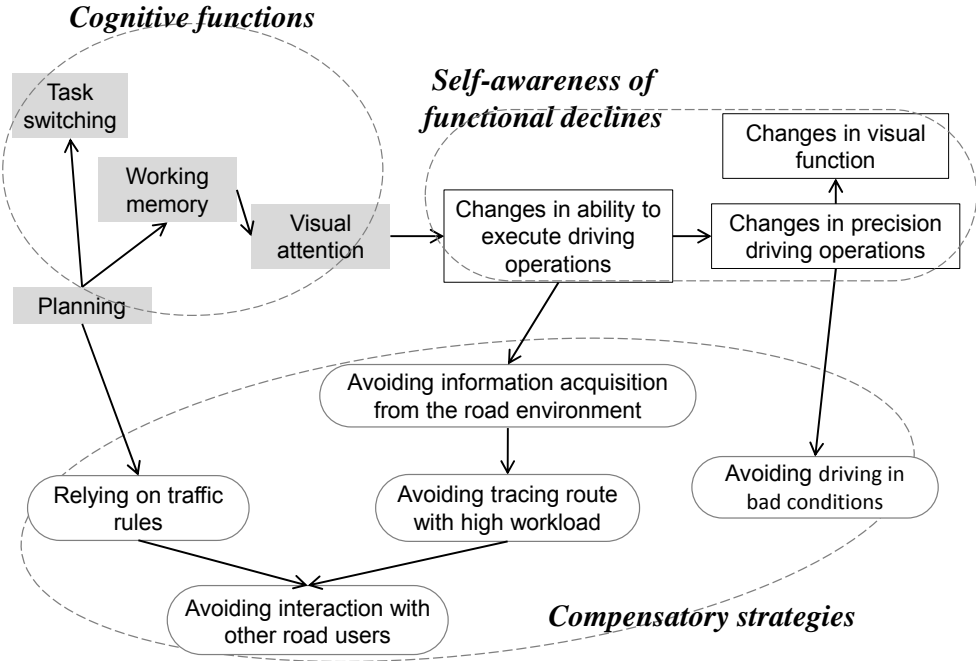 Cognitive functions
Task
switching
Working
memory
Visual
attention
Planning
Self-awareness of
functional declines
Changes in visual
function
Changes in ability to
execute driving
operations
Changes in precision
driving operations
Avoiding information acquisition
from the road environment
Relying on traffic
rules
Avoiding tracing route
with high workload
Avoiding driving in
bad conditions
Avoiding interaction with
other road users
Compensatory strategies